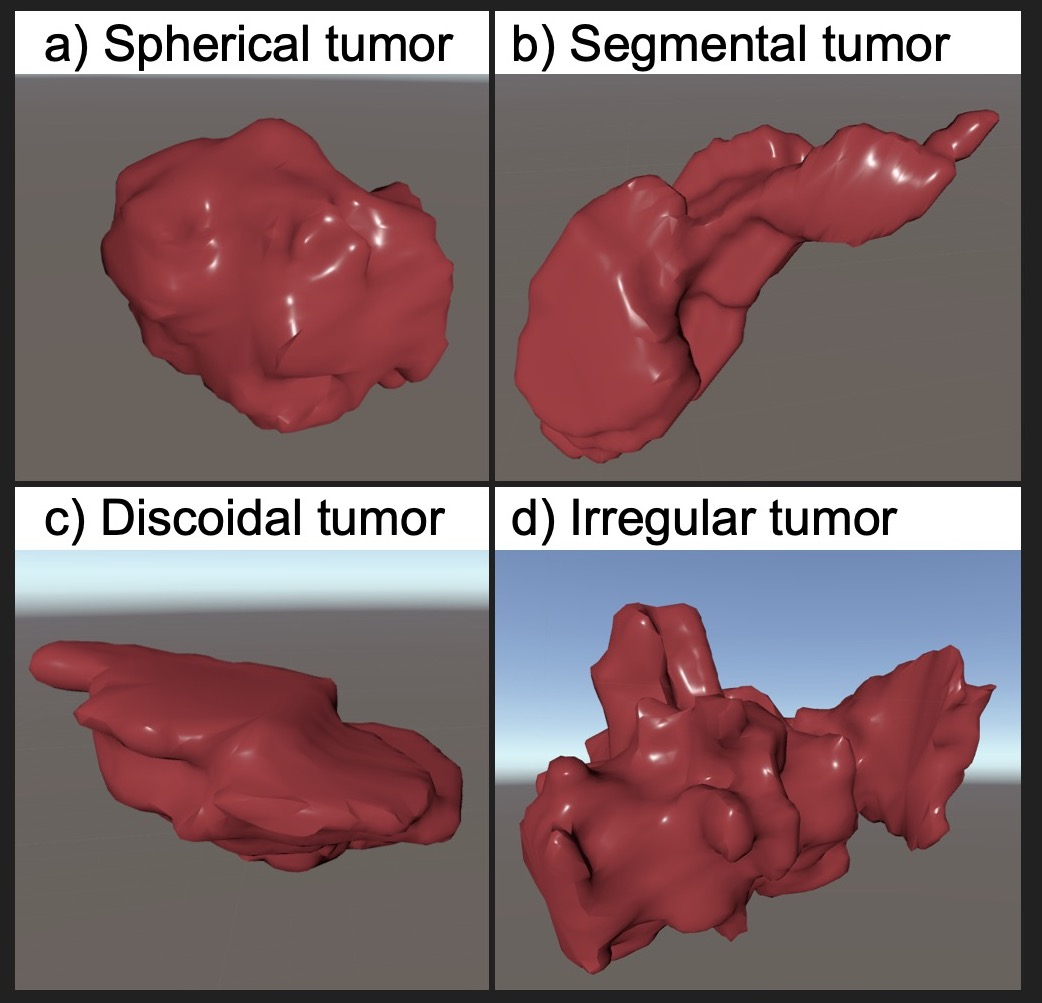 a) Spherical tumor
b) Segmental tumor
c) Discoidal tumor
d) Irregular tumor